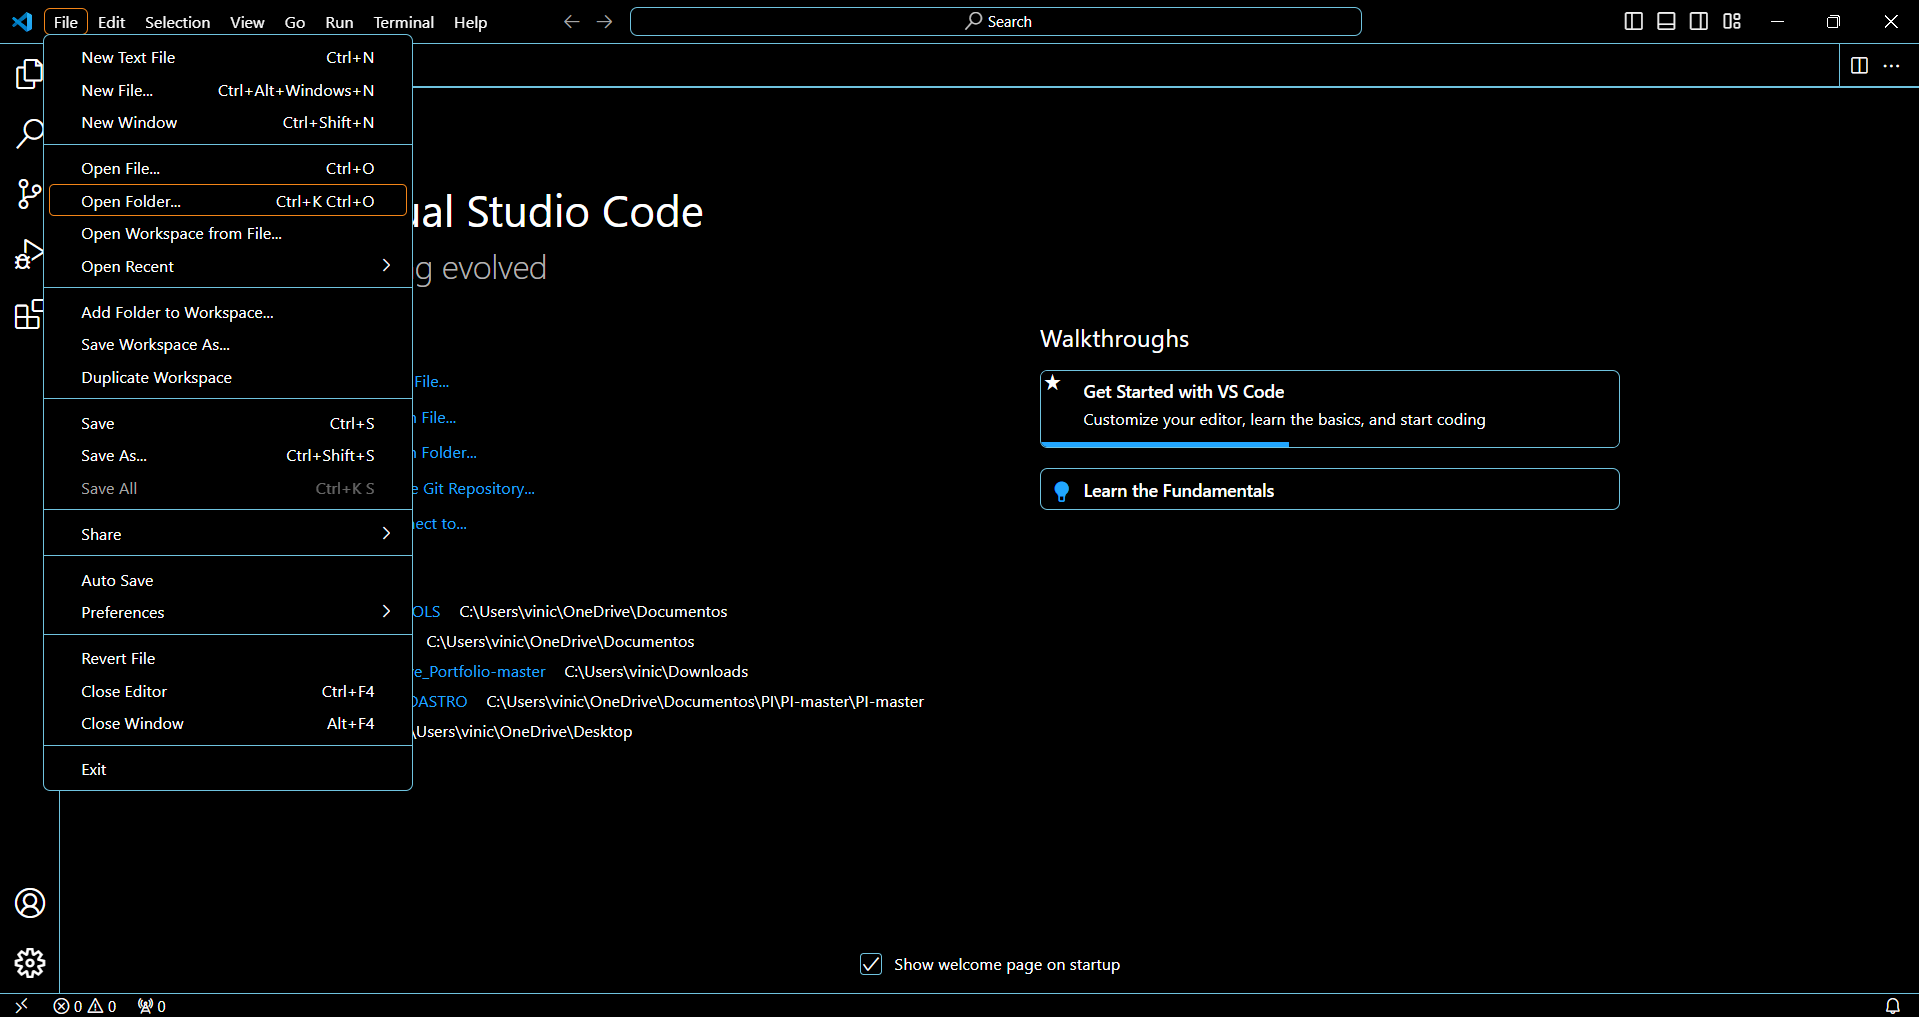 File Edit Selection View Go Run Terminal Help Search
New Text File Ctrl+N
New File... Ctrl+Alt+Windows+N
New Window Ctrl+Shift+N
Open File... Ctrl+O
Open Folder... Ctrl+K Ctrl+O
Open Workspace from File...
Open Recent
Add Folder to Workspace...
Save Workspace As...
Duplicate Workspace
Save Ctrl+S
Save As... Ctrl+Shift+S
Save All Ctrl+K S
Share
Auto Save
Preferences
Revert File
Close Editor Ctrl+F4
Close Window Alt+F4
Exit
ual Studio Code
g evolved
File...
n File...
n Folder...
e Git Repository...
nect to...
OLS C:\Users\vinic\OneDrive\Documentos
C:\Users\vinic\OneDrive\Documentos
re_Portfolio-master C:\Users\vinic\Downloads
DASTRO C:\Users\vinic\OneDrive\Documentos\PI\PI-master\PI-master
\Users\vinic\OneDrive\Desktop
Walkthroughs
Get Started with VS Code
Customize your editor, learn the basics, and start coding
Learn the Fundamentals
Show welcome page on startup
0 0 0